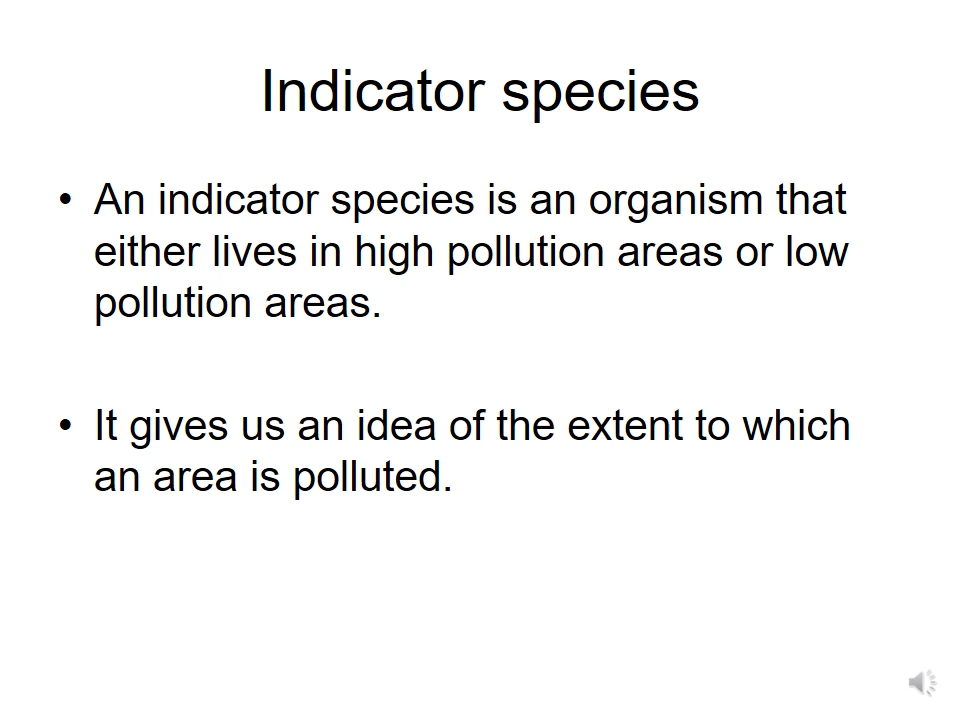 Indicator species
• An indicator species is an organism that
either lives in high pollution areas or low
pollution areas.
• It gives us an idea of the extent to which
an area is polluted.